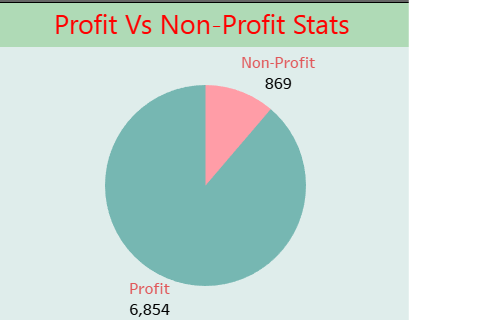 Profit Vs Non-Profit Stats
Non-Profit
869
Profit
6,854